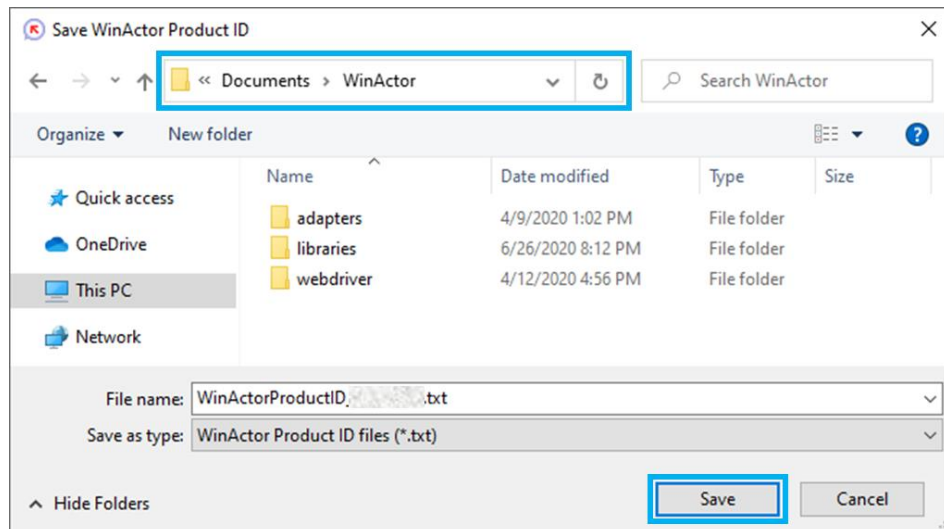 Save WinActor Product ID
« Documents › WinActor
Search WinActor
Organize
New folder
Name Date modified Type Size
Quick access
OneDrive
This PC
Network
adapters 4/9/2020 1:02 PM File folder
libraries 6/26/2020 8:12 PM File folder
webdriver 4/12/2020 4:56 PM File folder
File name: WinActorProductID_ .txt
Save as type: WinActor Product ID files (*.txt)
Hide Folders
Save
Cancel